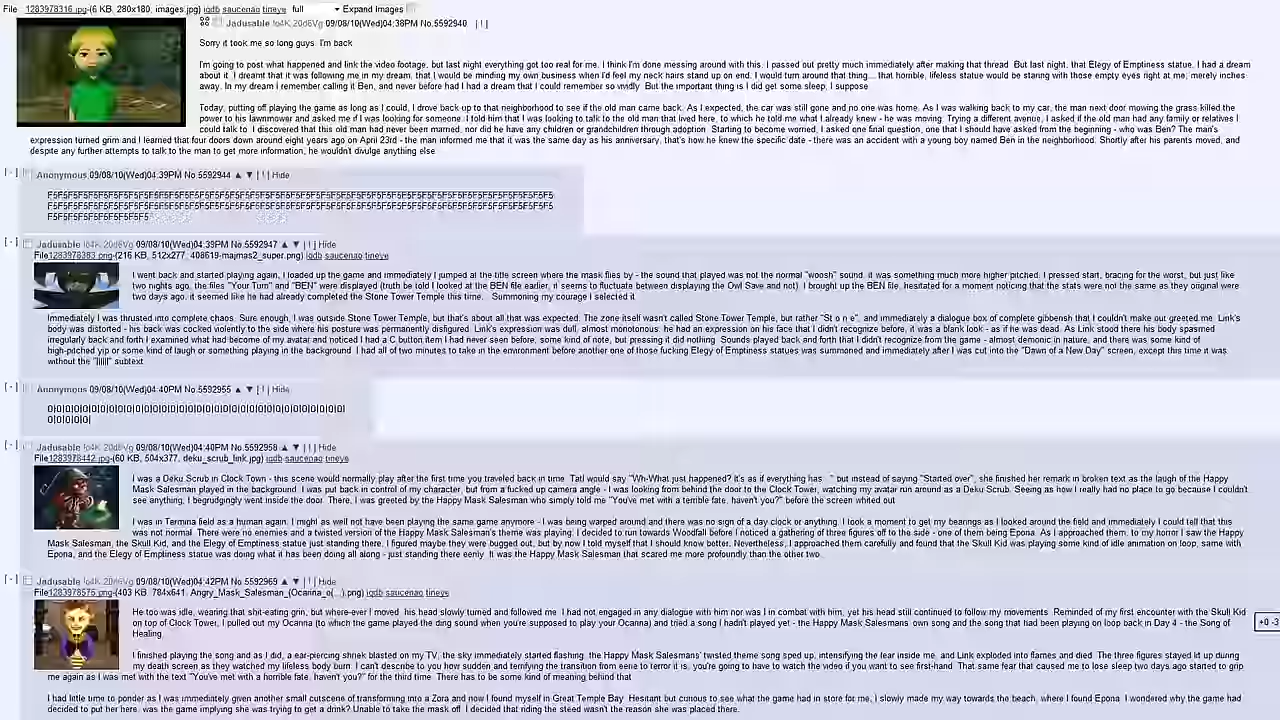 File 1283978316.jpg-(6 KB, 280x180, images.jpg) iqdb saucenao tineye full Expand Images
Jadusable !o4K.20d6Vg 09/08/10(Wed)04:38PM No.5592940 [ ! ]
Sorry it took me so long guys. I'm back
I'm going to post what happened and link the video footage, but last night everything got too real for me. I think I'm done messing around with this. I passed out pretty much immediately after making that thread. But last night, that Elegy of Emptiness statue. I had a dream
about it. I dreamt that it was following me in my dream, that I would be minding my own business when I'd feel my neck hairs stand up on end. I would turn around that thing... that horrible, lifeless statue would be staring with those empty eyes right at me, merely inches
away. In my dream I remember calling it Ben, and never before had I had a dream that I could remember so vividly. But the important thing is I did get some sleep, I suppose
Today, putting off playing the game as long as I could, I drove back up to that neighborhood to see if the old man came back. As I expected, the car was still gone and no one was home. As I was walking back to my car, the man next door mowing the grass killed the
power to his lawnmower and asked me if I was looking for someone. I told him that I was looking to talk to the old man that lived here, to which he told me what I already knew - he was moving. Trying a different avenue, I asked if the old man had any family or relatives I
could talk to. I discovered that this old man had never been married, nor did he have any children or grandchildren through adoption. Starting to become worried, I asked one final question, one that I should have asked from the beginning - who was Ben? The man's
expression turned grim and I learned that four doors down around eight years ago on April 23rd - the man informed me that it was the same day as his anniversary, that's how he knew the specific date - there was an accident with a young boy named Ben in the neighborhood. Shortly after his parents moved, and
despite any further attempts to talk to the man to get more information, he wouldn't divulge anything else
[ - ] Anonymous 09/08/10(Wed)04:39PM No.5592944 ▲ ▼ [ ! ] Hide
[ - ] Jadusable !o4K.20d6Vg 09/08/10(Wed)04:39PM No.5592947 ▲ ▼ [ ! ] Hide
File1283978383.png-(216 KB, 512x277, 408619-majmas2_super.png) iqdb saucenao tineye
I went back and started playing again, I loaded up the game and immediately I jumped at the title screen where the mask flies by - the sound that played was not the normal "woosh" sound, it was something much more higher pitched. I pressed start, bracing for the worst, but just like
two nights ago, the files "Your Turn" and "BEN" were displayed (truth be told I looked at the BEN file earlier, it seems to fluctuate between displaying the Owl Save and not). I brought up the BEN file, hesitated for a moment noticing that the stats were not the same as they original were
two days ago, it seemed like he had already completed the Stone Tower Temple this time. Summoning my courage I selected it
Immediately I was thrusted into complete chaos. Sure enough, I was outside Stone Tower Temple, but that's about all that was expected. The zone itself wasn't called Stone Tower Temple, but rather "St o n e", and immediately a dialogue box of complete gibbensh that I couldn't make out greeted me. Link's
body was distorted - his back was cocked violently to the side where his posture was permanently disfigured. Link's expression was dull, almost monotonous, he had an expression on his face that I didn't recognize before, it was a blank look - as if he was dead. As Link stood there his body spasmed
irregularly back and forth I examined what had become of my avatar and noticed I had a C button item I had never seen before, some kind of note, but pressing it did nothing. Sounds played back and forth that I didn't recognize from the game - almost demonic in nature, and there was some kind of
high-pitched yip or some kind of laugh or something playing in the background. I had all of two minutes to take in the environment before another one of those fucking Elegy of Emptiness statues was summoned and immediately after I was cut into the "Dawn of a New Day" screen, except this time it was
without the "||||||" subtext
[ - ] Anonymous 09/08/10(Wed)04:40PM No.5592955 ▲ ▼ [ ! ] Hide
[ - ] Jadusable !o4K.20d6Vg 09/08/10(Wed)04:40PM No.5592958 ▲ ▼ [ ! ] Hide
File1283978442.jpg-(60 KB, 504x377, deku_scrub_link.jpg) iqdb saucenao tineye
I was a Deku Scrub in Clock Town - this scene would normally play after the first time you traveled back in time. Tatl would say "Wh-What just happened? It's as if everything has..." but instead of saying "Started over", she finished her remark in broken text as the laugh of the Happy
Mask Salesman played in the background. I was put back in control of my character, but from a fucked up camera angle - I was looking from behind the door to the Clock Tower, watching my avatar run around as a Deku Scrub. Seeing as how I really had no place to go because I couldn't
see anything, I begrudgingly went inside the door. There, I was greeted by the Happy Mask Salesman who simply told me "You've met with a terrible fate, haven't you?" before the screen whited out
I was in Termina field as a human again. I might as well not have been playing the same game anymore - I was being warped around and there was no sign of a day clock or anything. I took a moment to get my bearings as I looked around the field and immediately I could tell that this
was not normal. There were no enemies and a twisted version of the Happy Mask Salesman's theme was playing. I decided to run towards Woodfall before I noticed a gathering of three figures off to the side - one of them being Epona. As I approached them, to my horror I saw the Happy
Mask Salesman, the Skull Kid, and the Elegy of Emptiness statue just standing there. I figured maybe they were bugged out, but by now I told myself that I should know better. Nevertheless, I approached them carefully and found that the Skull Kid was playing some kind of idle animation on loop, same with
Epona, and the Elegy of Emptiness statue was doing what it has been doing all along - just standing there eerily. It was the Happy Mask Salesman that scared me more profoundly than the other two.
[ - ] Jadusable !o4K.20d6Vg 09/08/10(Wed)04:42PM No.5592969 ▲ ▼ [ ! ] Hide
File1283978576.png-(403 KB, 784x641, Angry_Mask_Salesman_(Ocarina_o(...).png) iqdb saucenao tineye
He too was idle, wearing that shit-eating grin, but where-ever I moved, his head slowly turned and followed me. I had not engaged in any dialogue with him nor was I in combat with him, yet his head still continued to follow my movements. Reminded of my first encounter with the Skull Kid
on top of Clock Tower, I pulled out my Ocarina (to which the game played the ding sound when you're supposed to play your Ocarina) and tried a song I hadn't played yet - the Happy Mask Salesmans' own song and the song that had been playing on loop back in Day 4 - the Song of
Healing.
+0 -3
I finished playing the song and as I did, a ear-piercing shriek blasted on my TV, the sky immediately started flashing, the Happy Mask Salesmans' twisted theme song sped up, intensifying the fear inside me, and Link exploded into flames and died. The three figures stayed lit up during
my death screen as they watched my lifeless body burn. I can't describe to you how sudden and terrifying the transition from eerie to terror it is, you're going to have to watch the video if you want to see first-hand. That same fear that caused me to lose sleep two days ago started to grip
me again as I was met with the text "You've met with a horrible fate, haven't you?" for the third time. There has to be some kind of meaning behind that
I had little time to ponder as I was immediately given another small cutscene of transforming into a Zora and now I found myself in Great Temple Bay. Hesitant but curious to see what the game had in store for me, I slowly made my way towards the beach, where I found Epona. I wondered why the game had
decided to put her here, was the game implying she was trying to get a drink? Unable to take the mask off, I decided that riding the steed wasn't the reason she was placed there.